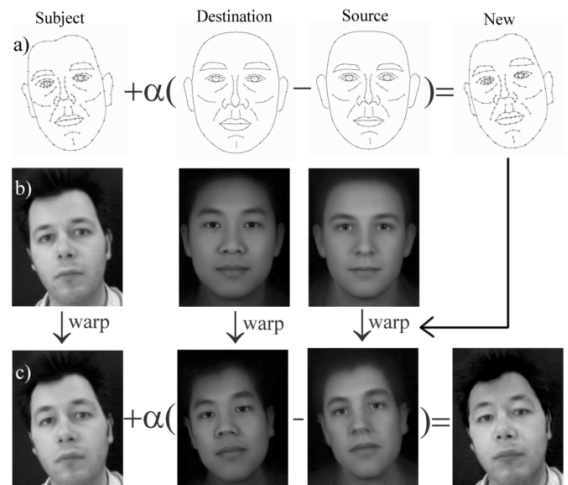 Subject Destination Source New
a) +α( − )=
b)
warp warp warp
c) +α( − )=